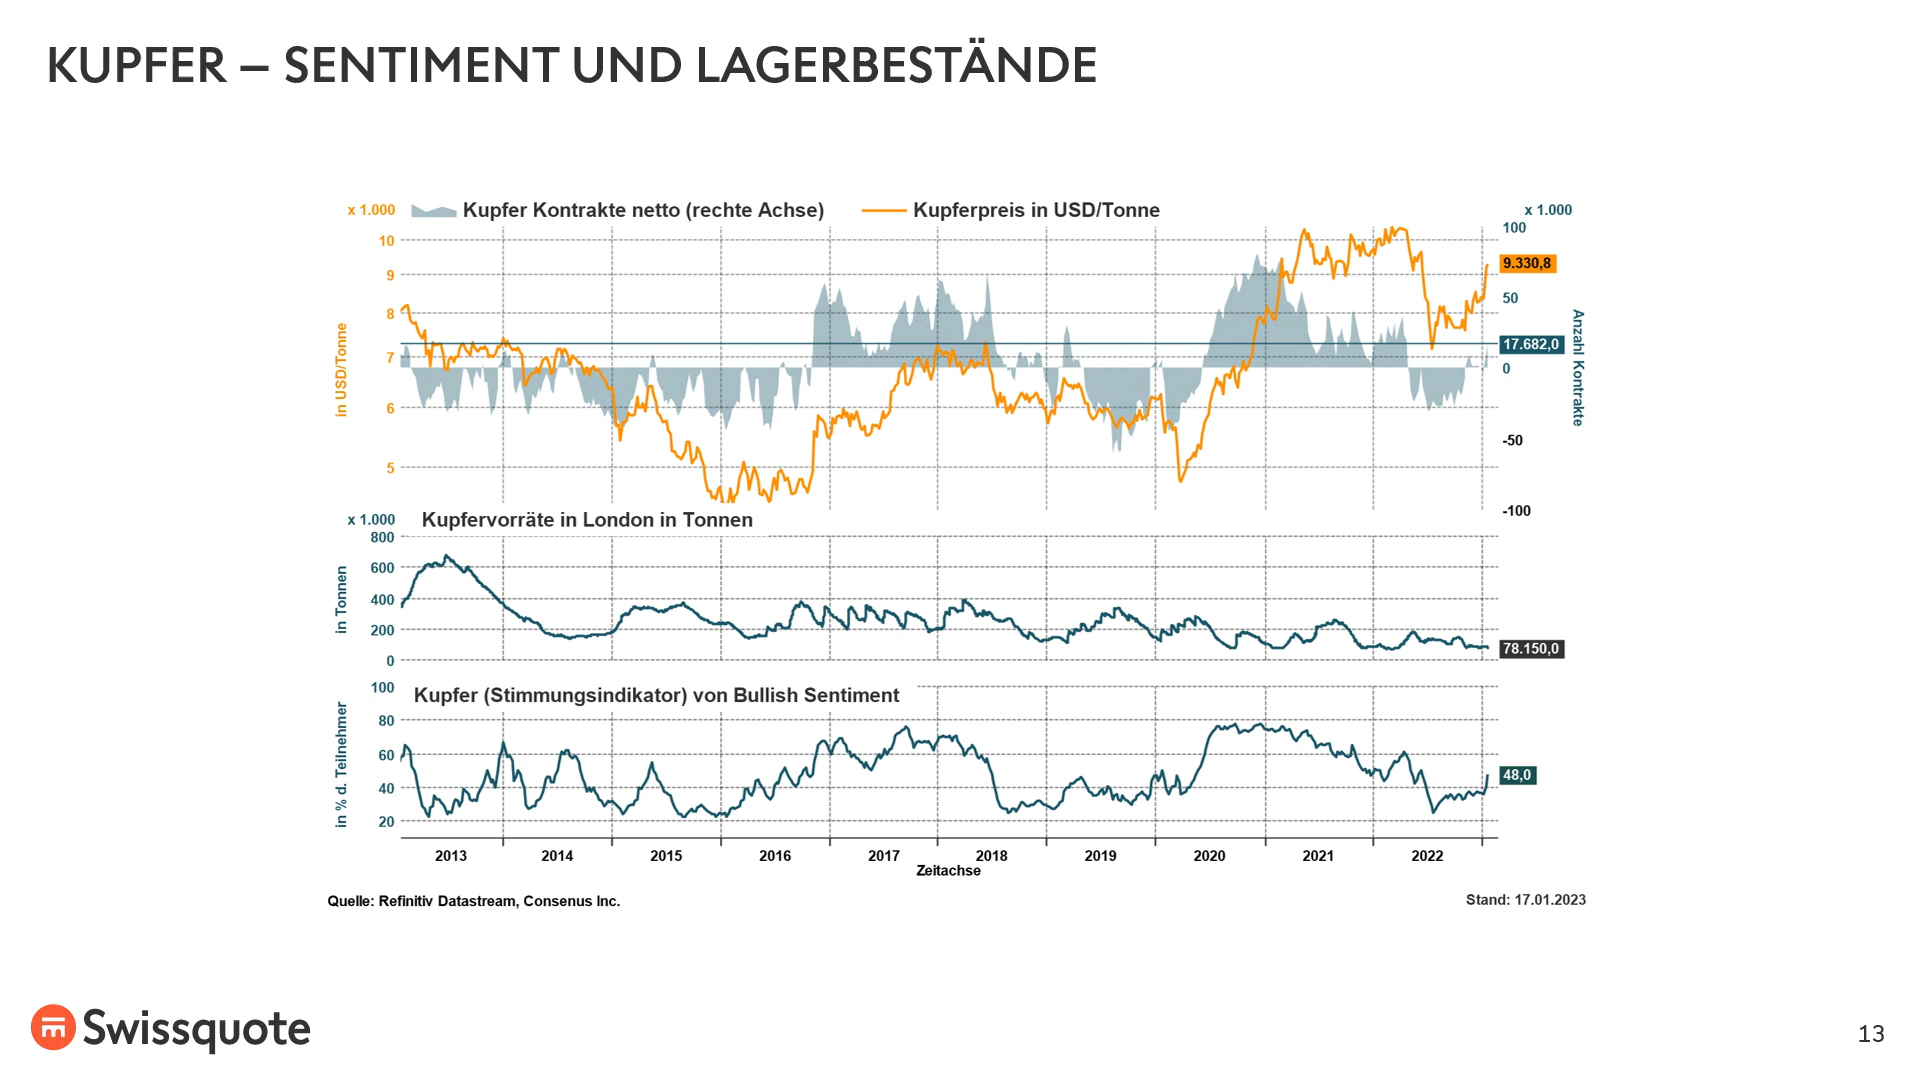 KUPFER – SENTIMENT UND LAGERBESTÄNDE
x 1.000
Kupfer Kontrakte netto (rechte Achse)
Kupferpreis in USD/Tonne
x 1.000
10
9
8
7
6
5
in USD/Tonne
100
50
0
-50
-100
9.330,8
17.682,0
Anzahl Kontrakte
x 1.000
Kupfervorräte in London in Tonnen
800
600
400
200
0
in Tonnen
78.150,0
Kupfer (Stimmungsindikator) von Bullish Sentiment
100
80
60
40
20
in % d. Teilnehmer
48,0
2013 2014 2015 2016 2017 2018 2019 2020 2021 2022
Zeitachse
Quelle: Refinitiv Datastream, Consenus Inc.
Stand: 17.01.2023
Swissquote
13